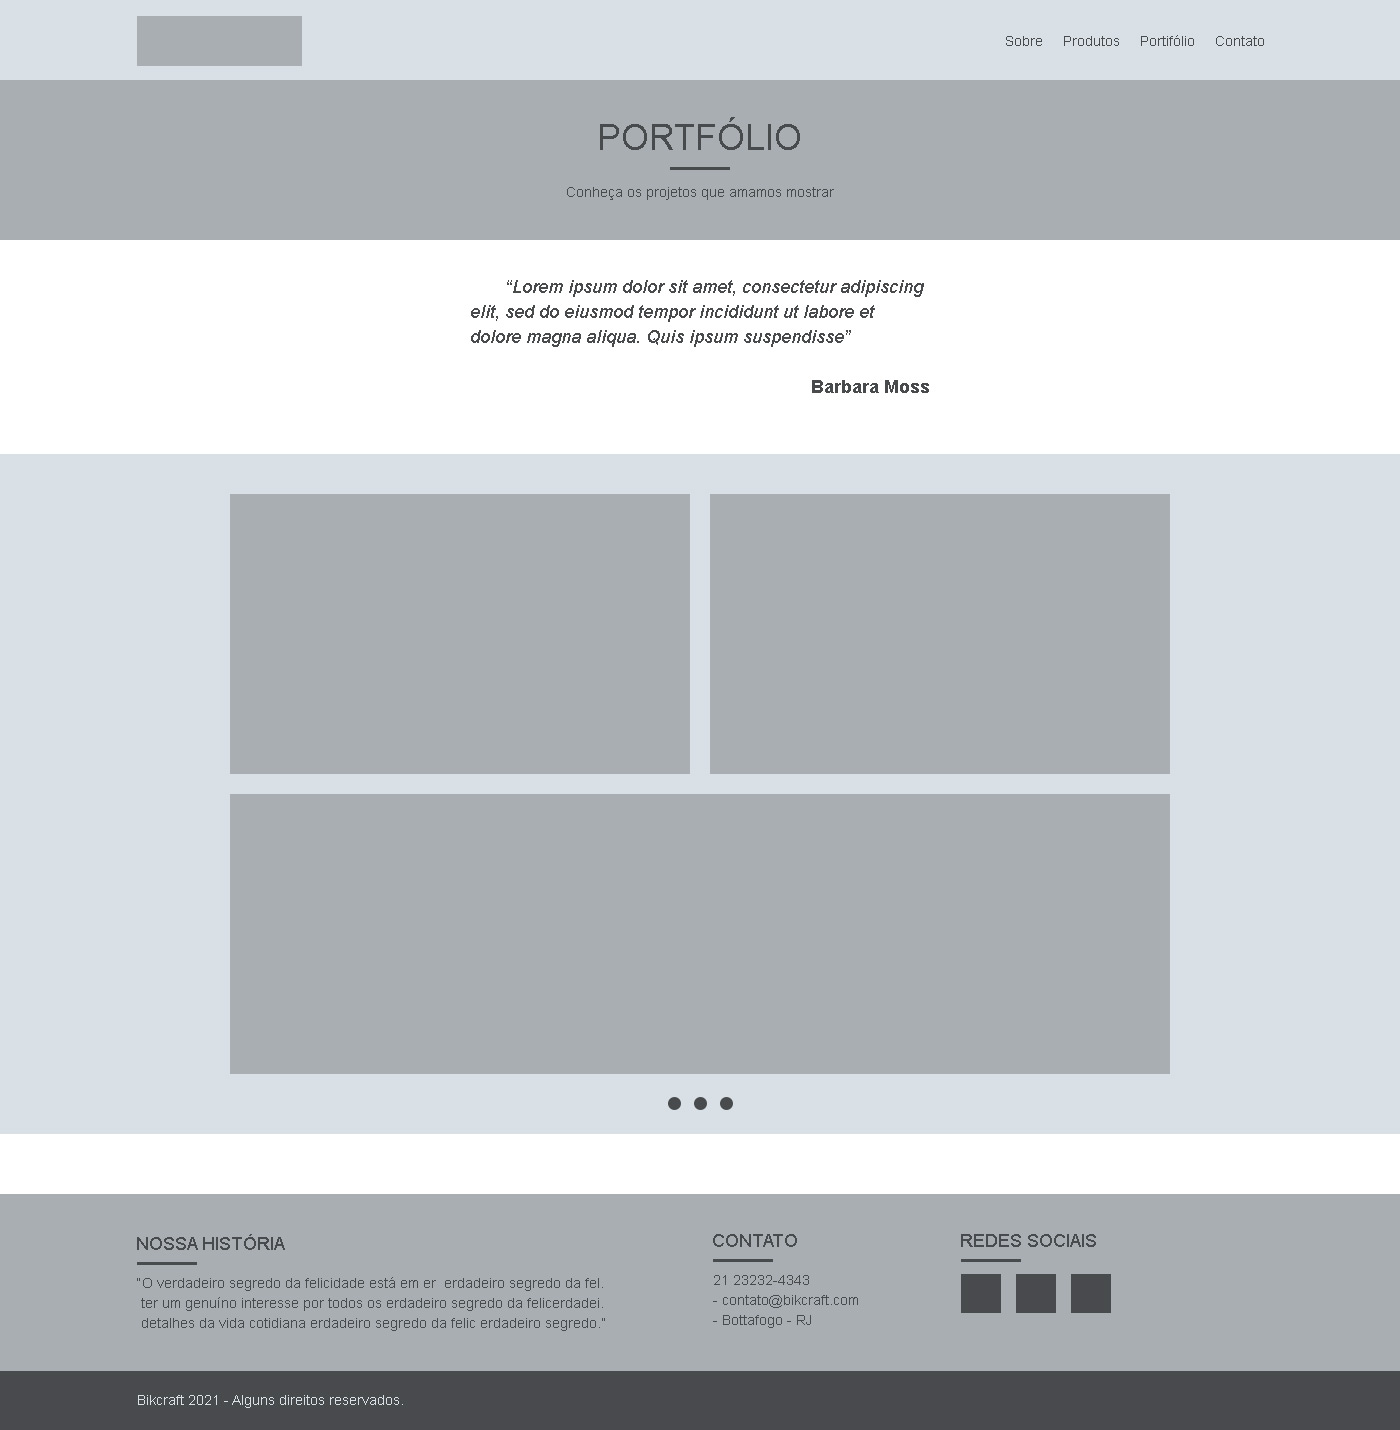 Sobre Produtos Portifólio Contato
PORTFÓLIO
Conheça os projetos que amamos mostrar
“Lorem ipsum dolor sit amet, consectetur adipiscing
elit, sed do eiusmod tempor incididunt ut labore et
dolore magna aliqua. Quis ipsum suspendisse”
Barbara Moss
NOSSA HISTÓRIA
"O verdadeiro segredo da felicidade está em er erdadeiro segredo da fel.
ter um genuíno interesse por todos os erdadeiro segredo da felicerdadei.
detalhes da vida cotidiana erdadeiro segredo da felic erdadeiro segredo."
CONTATO
21 23232-4343
- contato@bikcraft.com
- Bottafogo - RJ
REDES SOCIAIS
Bikcraft 2021 - Alguns direitos reservados.